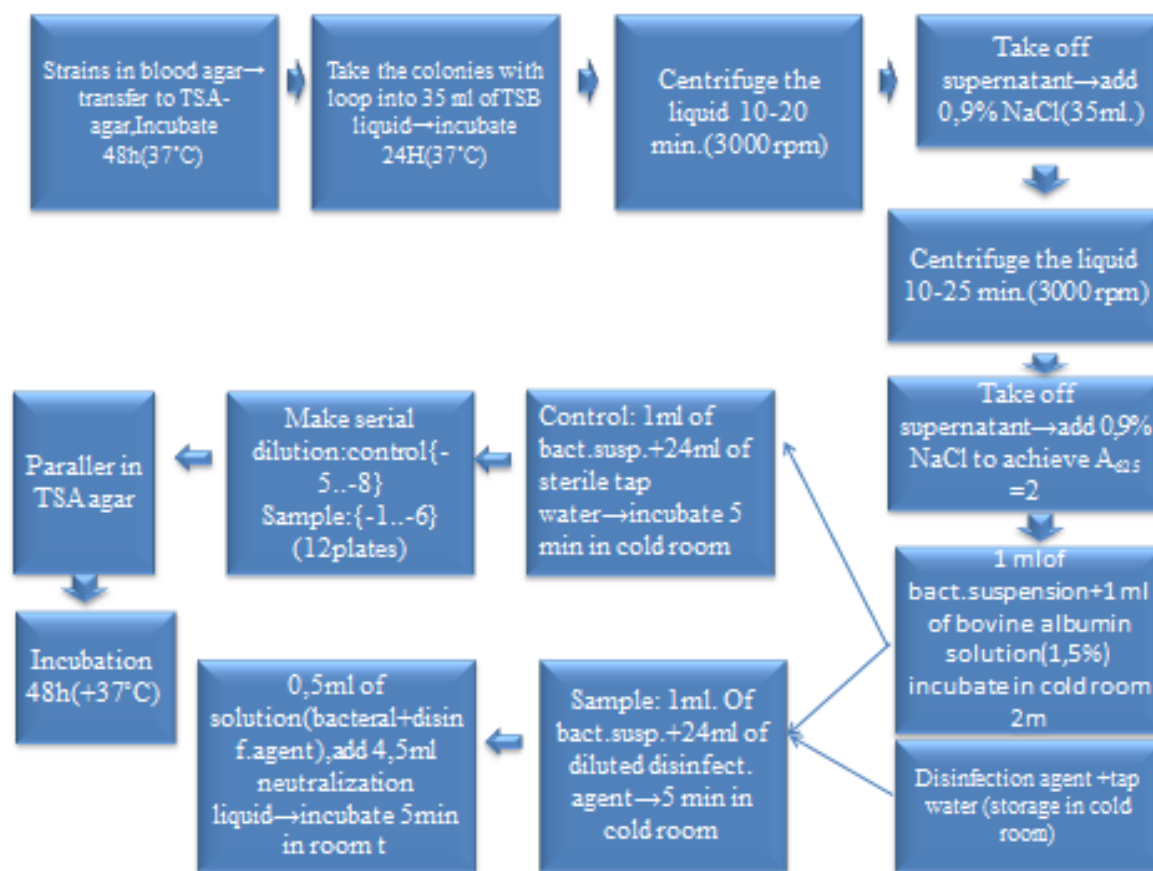 Strains in blood agar→
transfer to TSA-
agar,Incubate
48h(37°C)
Take the colonies with
loop into 35 ml of TSB
liquid→incubate
24H(37°C)
Centrifuge the
liquid 10-20
min.(3000 rpm)
Take off
supernatant→add
0,9% NaCl(35ml.)
Centrifuge the liquid
10-25 min.(3000 rpm)
Take off
supernatant→add 0,9%
NaCl to achieve A625
=2
1 mlof
bact.suspension+1 ml
of bovine albumin
solution(1,5%)
incubate in cold room
2m
Disinfection agent +tap
water (storage in cold
room)
Control: 1ml of
bact.susp.+24ml of
sterile tap
water→incubate 5
min in cold room
Make serial
dilution:control{-
5..-8}
Sample:{-1..-6}
(12plates)
Paraller in
TSA agar
Incubation
48h(+37°C)
Sample: 1ml. Of
bact.susp.+24ml of
diluted disinfect.
agent→5 min in
cold room
0,5ml of
solution(bacteral+disin
f.agent),add 4,5ml
neutralization
liquid→incubate 5min
in room t